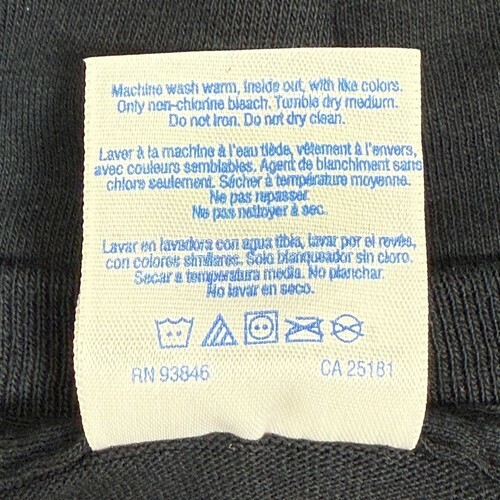 Machine wash warm, inside out, with like colors.
Only non-chlorine bleach. Tumble dry medium.
Do not iron. Do not dry clean.
Laver à la machine à l'eau tiède, vêtement à l'envers,
avec couleurs semblables. Agent de blanchiment sans
chlore seulement. Sécher à température moyenne.
Ne pas repasser.
Ne pas nettoyer à sec.
Lavar en lavadora con agua tibia, lavar por el revés,
con colores similares. Solo blanqueador sin cloro.
Secar a temperatura media. No planchar.
No lavar en seco.
RN 93846 CA 25181